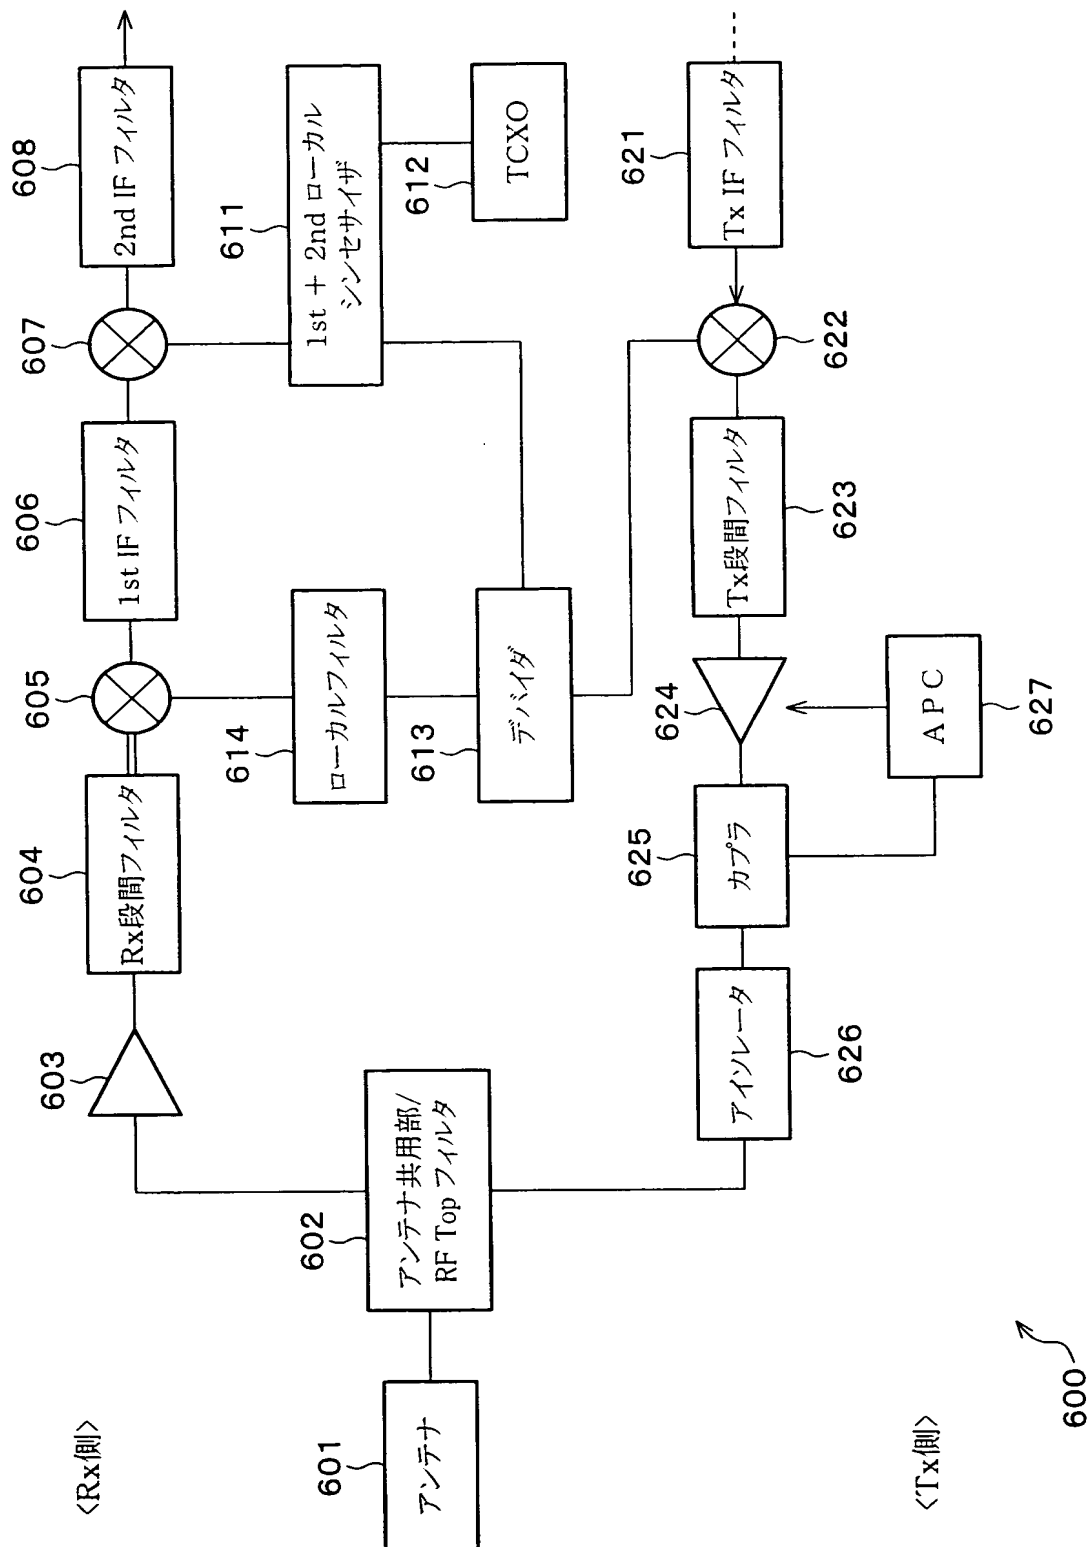 〈Rx側〉
601
アンテナ
602
アンテナ共用部/
RF Top フィルタ
603
604
Rx段間フィルタ
605
606
1st IF フィルタ
607
608
2nd IF フィルタ
611
1st + 2nd ローカル
シンセサイザ
612
TCXO
613
デバイダ
614
ローカルフィルタ
621
Tx IF フィルタ
622
623
Tx段間フィルタ
624
625
カプラ
626
アイソレータ
627
APC
〈Tx側〉
600